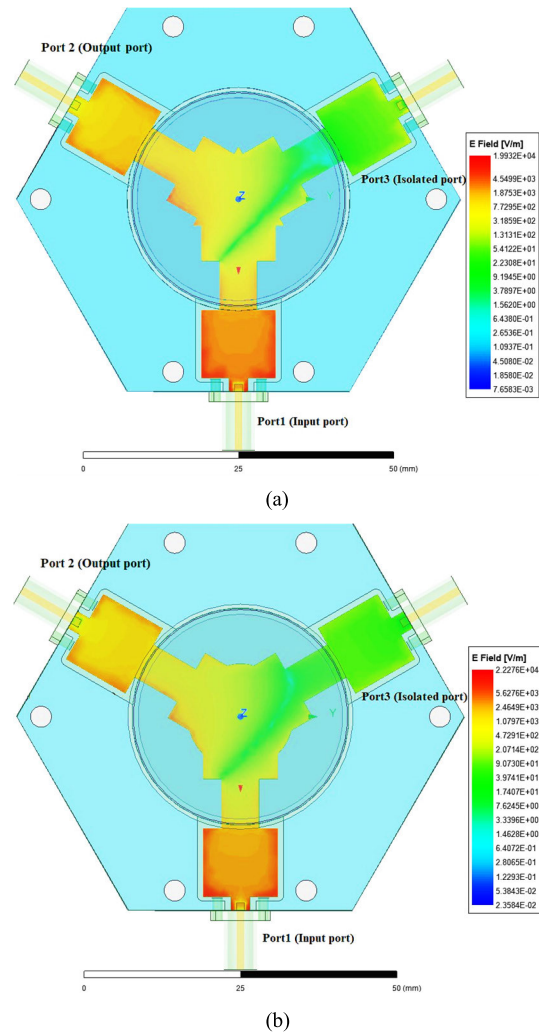 Port 2 (Output port)
Z
Y
Port3 (Isolated port)
Port1 (Input port)
E Field [V/m]
1.9932E+04
4.5499E+03
1.8753E+03
7.7295E+02
3.1859E+02
1.3131E+02
5.4122E+01
2.2308E+01
9.1945E+00
3.7897E+00
1.5620E+00
6.4380E-01
2.6536E-01
1.0937E-01
4.5080E-02
1.8580E-02
7.6583E-03
0 25 50 (mm)
(a)
Port 2 (Output port)
Z
Y
Port3 (Isolated port)
Port1 (Input port)
E Field [V/m]
2.2276E+04
5.6276E+03
2.4649E+03
1.0797E+03
4.7291E+02
2.0714E+02
9.0730E+01
3.9741E+01
1.7407E+01
7.6245E+00
3.3396E+00
1.4628E+00
6.4072E-01
2.8065E-01
1.2293E-01
5.3843E-02
2.3584E-02
0 25 50 (mm)
(b)